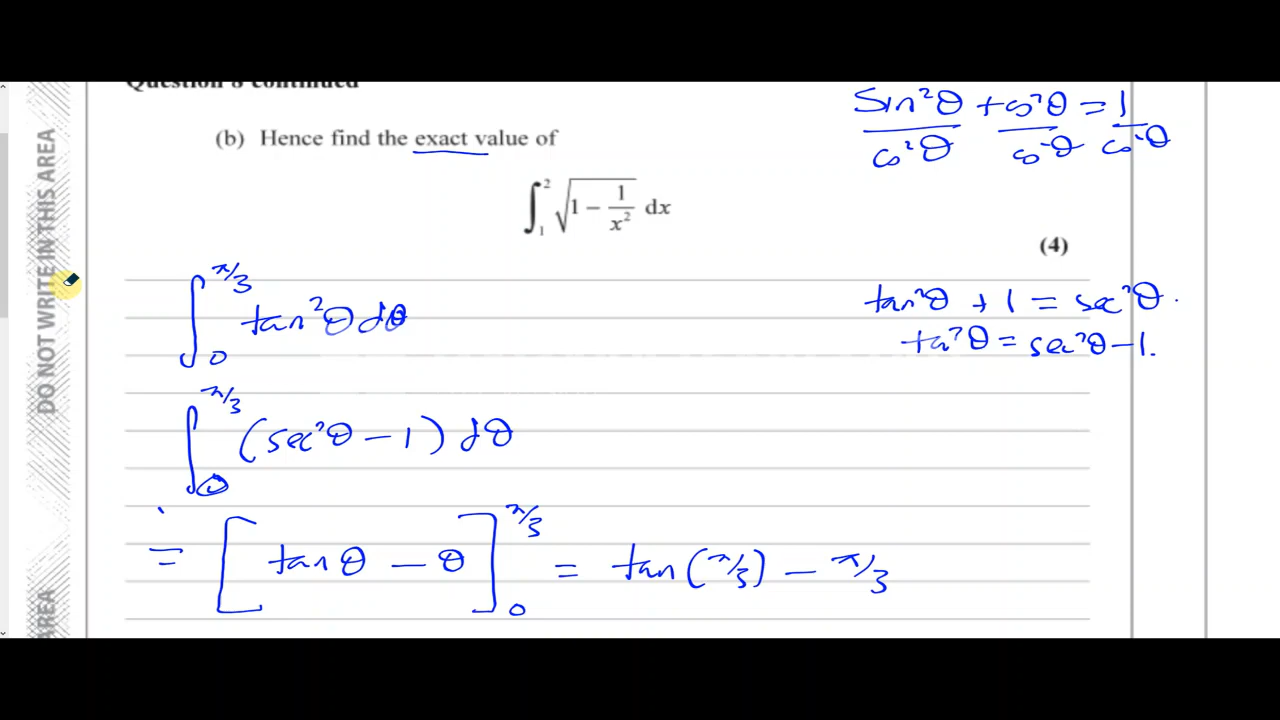 Question 8 continued
(b) Hence find the exact value of
∫₁² √(1 − 1/x²) dx
(4)
sin²θ/cos²θ + cos²θ/cos²θ = 1/cos²θ
tan²θ + 1 = sec²θ.
tan²θ = sec²θ − 1.
∫₀^(π/3) tan²θ dθ
∫₀^(π/3) (sec²θ − 1) dθ
= [tanθ − θ]₀^(π/3) = tan(π/3) − π/3
DO NOT WRITE IN THIS AREA
AREA